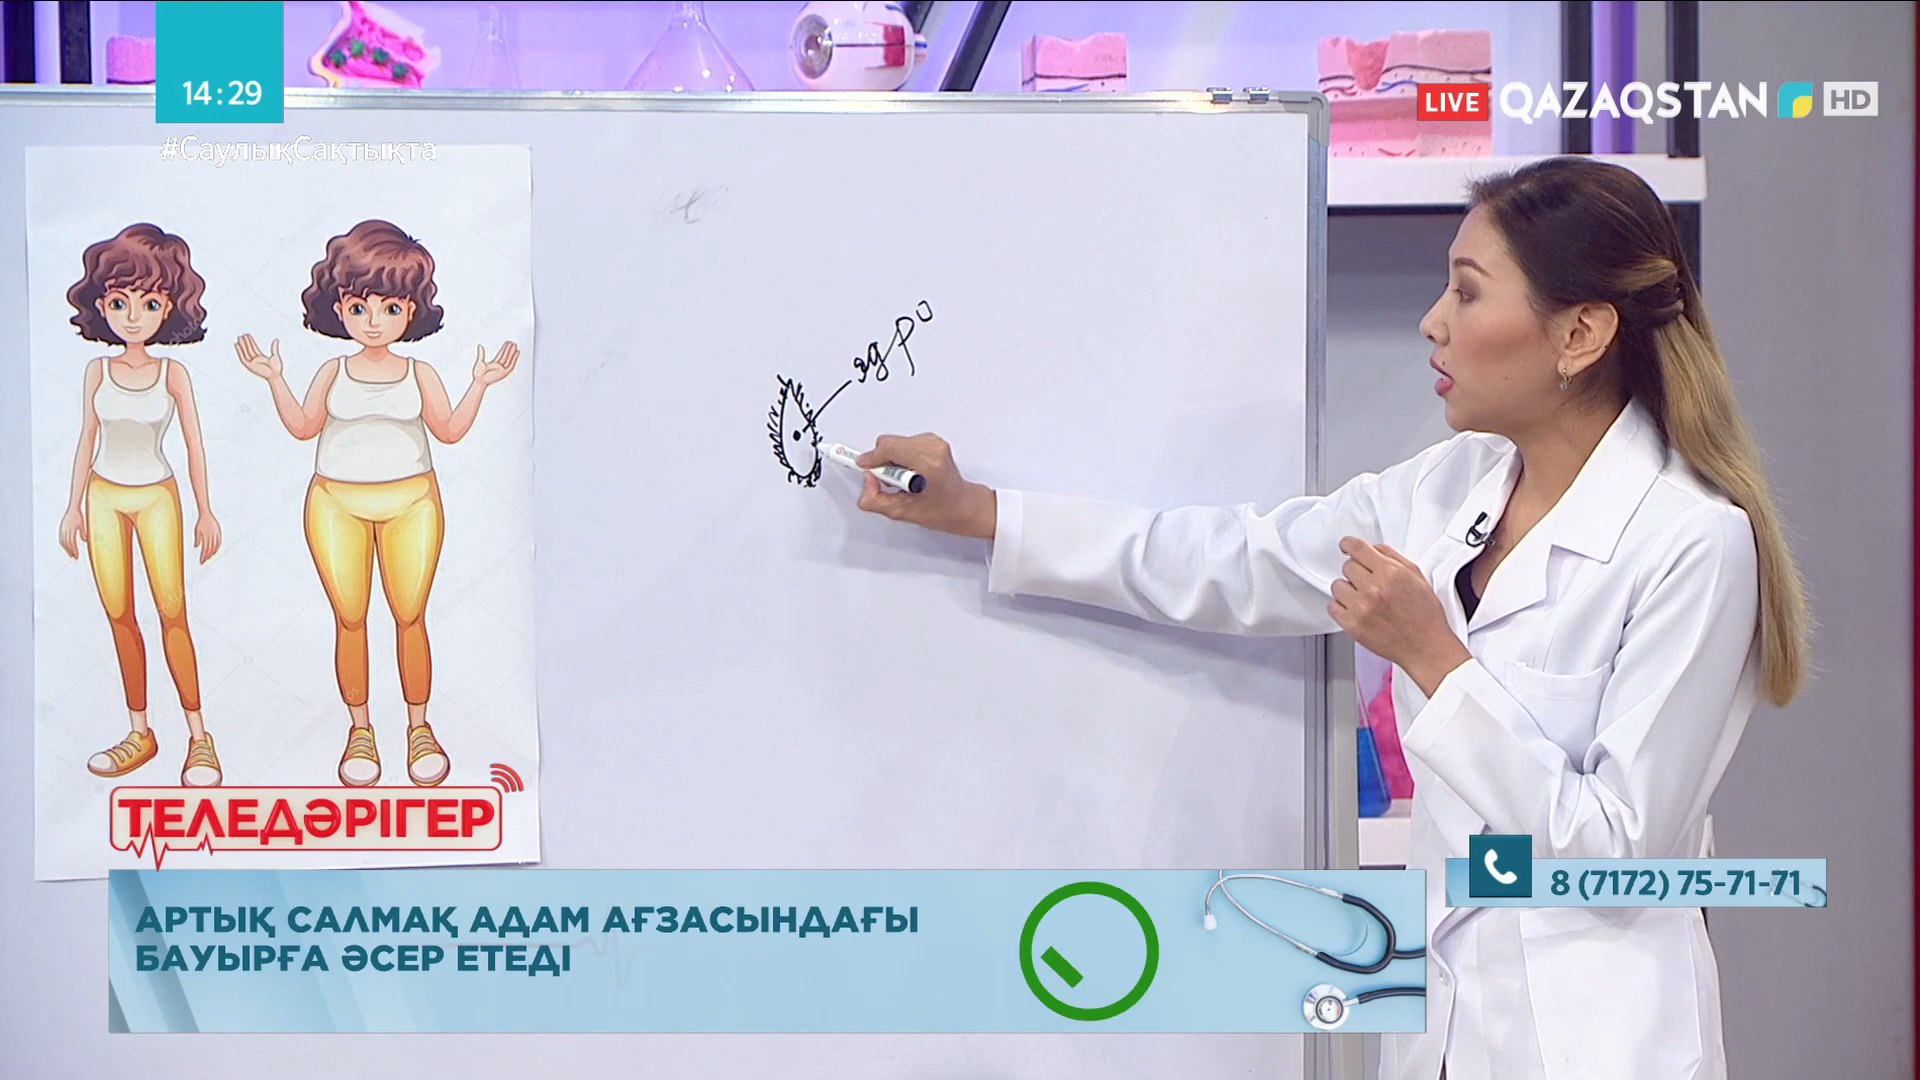 14:29
#СаулықСақтықта
LIVE QAZAQSTAN HD
ядро
ТЕЛЕДӘРІГЕР
АРТЫҚ САЛМАҚ АДАМ АҒЗАСЫНДАҒЫ
БАУЫРҒА ӘСЕР ЕТЕДІ
8 (7172) 75-71-71